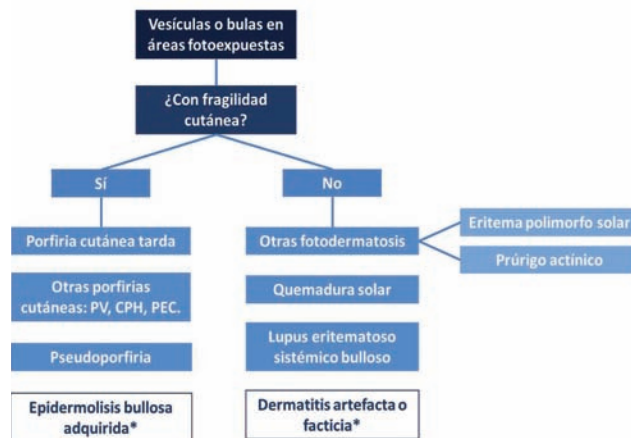 Vesículas o bulas en
áreas fotoexpuestas
¿Con fragilidad
cutánea?
Sí
No
Porfiria cutánea tarda
Otras fotodermatosis
Eritema polimorfo solar
Prúrigo actínico
Otras porfirias
cutáneas: PV, CPH, PEC.
Quemadura solar
Pseudoporfiria
Lupus eritematoso
sistémico bulloso
Epidermolisis bullosa
adquirida*
Dermatitis artefacta o
facticia*